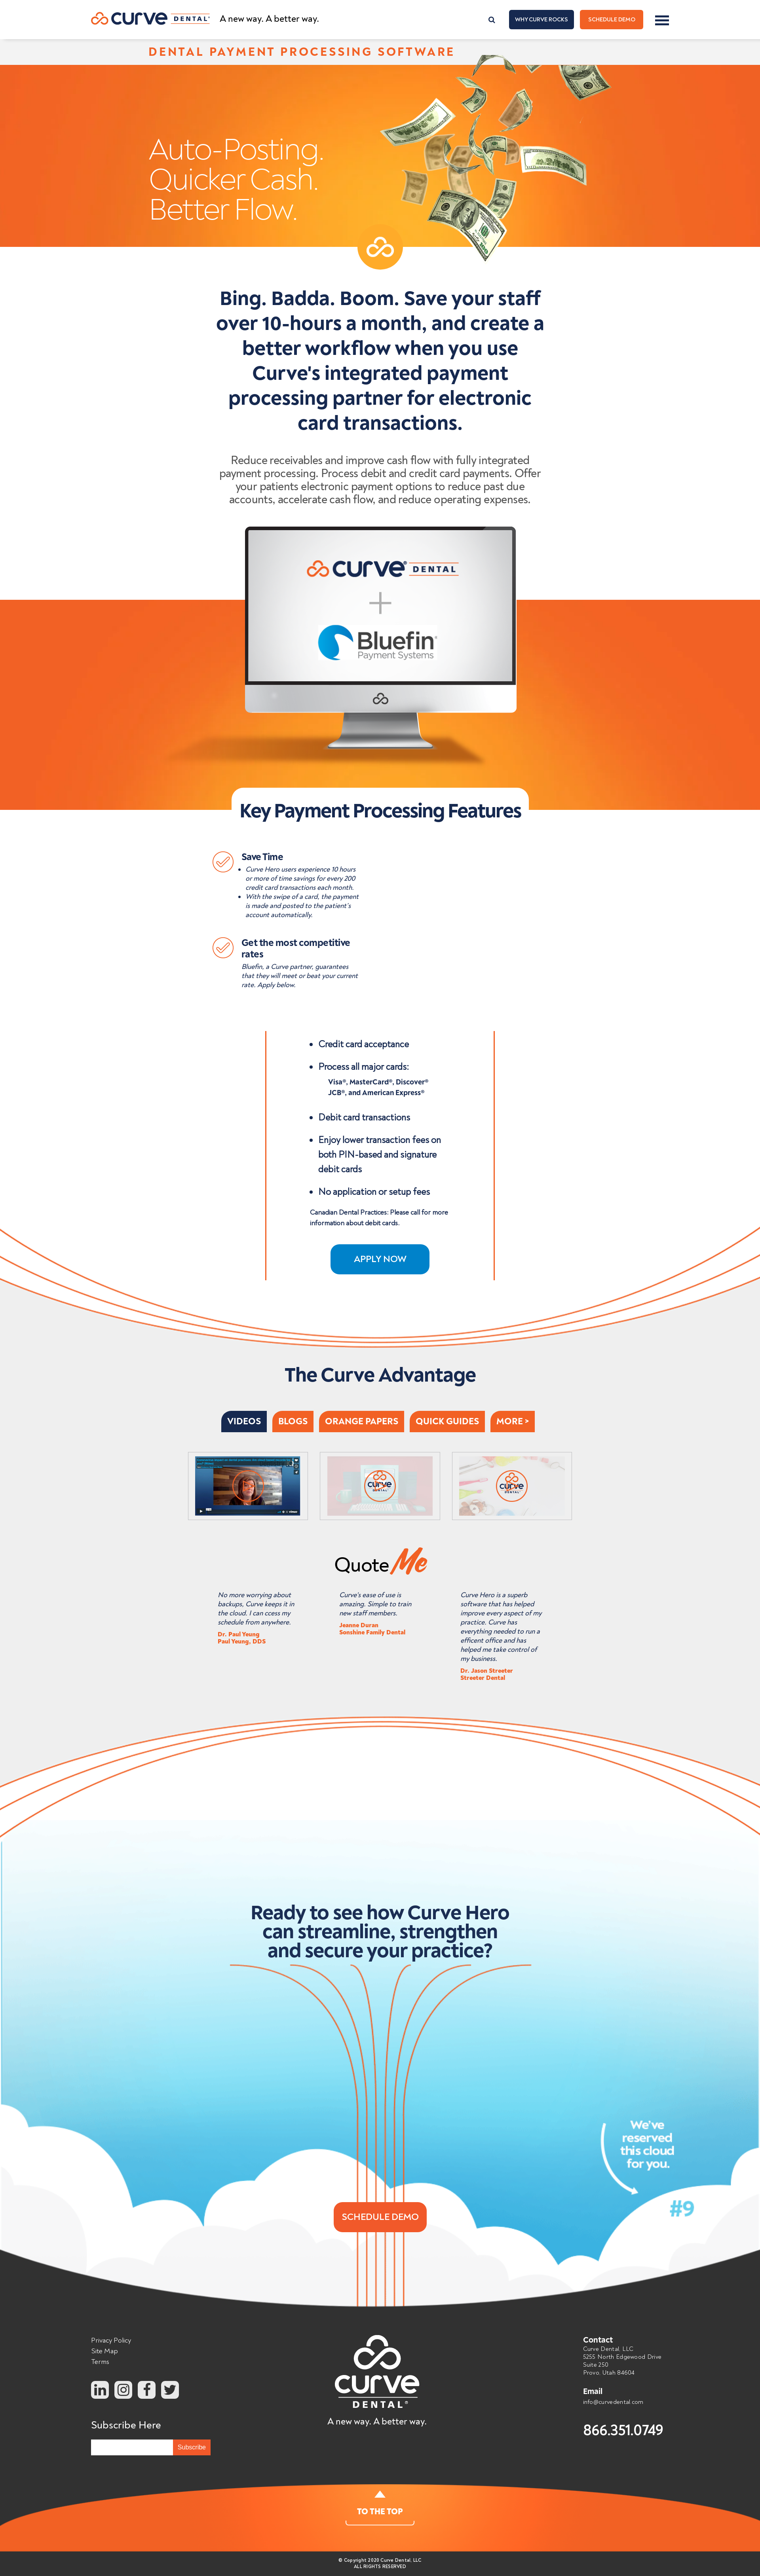 curve DENTAL® A new way. A better way.
WHY CURVE ROCKS
SCHEDULE DEMO
DENTAL PAYMENT PROCESSING SOFTWARE
Auto-Posting.
Quicker Cash.
Better Flow.
Bing. Badda. Boom. Save your staff
over 10-hours a month, and create a
better workflow when you use
Curve's integrated payment
processing partner for electronic
card transactions.
Reduce receivables and improve cash flow with fully integrated
payment processing. Process debit and credit card payments. Offer
your patients electronic payment options to reduce past due
accounts, accelerate cash flow, and reduce operating expenses.
curve® DENTAL
+
Bluefin®
Payment Systems
Key Payment Processing Features
Save Time
• Curve Hero users experience 10 hours
or more of time savings for every 200
credit card transactions each month.
• With the swipe of a card, the payment
is made and posted to the patient's
account automatically.
Get the most competitive
rates
Bluefin, a Curve partner, guarantees
that they will meet or beat your current
rate. Apply below.
• Credit card acceptance
• Process all major cards:
Visa®, MasterCard®, Discover®
JCB®, and American Express®
• Debit card transactions
• Enjoy lower transaction fees on
both PIN-based and signature
debit cards
• No application or setup fees
Canadian Dental Practices: Please call for more
information about debit cards.
APPLY NOW
The Curve Advantage
VIDEOS
BLOGS
ORANGE PAPERS
QUICK GUIDES
MORE >
curve DENTAL
curve DENTAL
Quote Me
No more worrying about
backups, Curve keeps it in
the cloud. I can ccess my
schedule from anywhere.
Dr. Paul Yeung
Paul Yeung, DDS
Curve's ease of use is
amazing. Simple to train
new staff members.
Jeanne Duran
Sonshine Family Dental
Curve Hero is a superb
software that has helped
improve every aspect of my
practice. Curve has
everything needed to run a
efficent office and has
helped me take control of
my business.
Dr. Jason Streeter
Streeter Dental
Ready to see how Curve Hero
can streamline, strengthen
and secure your practice?
We've
reserved
this cloud
for you.
#9
SCHEDULE DEMO
Privacy Policy
Site Map
Terms
Subscribe Here
Subscribe
curve
DENTAL®
A new way. A better way.
Contact
Curve Dental, LLC
5255 North Edgewood Drive
Suite 250
Provo, Utah 84604
Email
info@curvedental.com
866.351.0749
TO THE TOP
© Copyright 2020 Curve Dental, LLC
ALL RIGHTS RESERVED